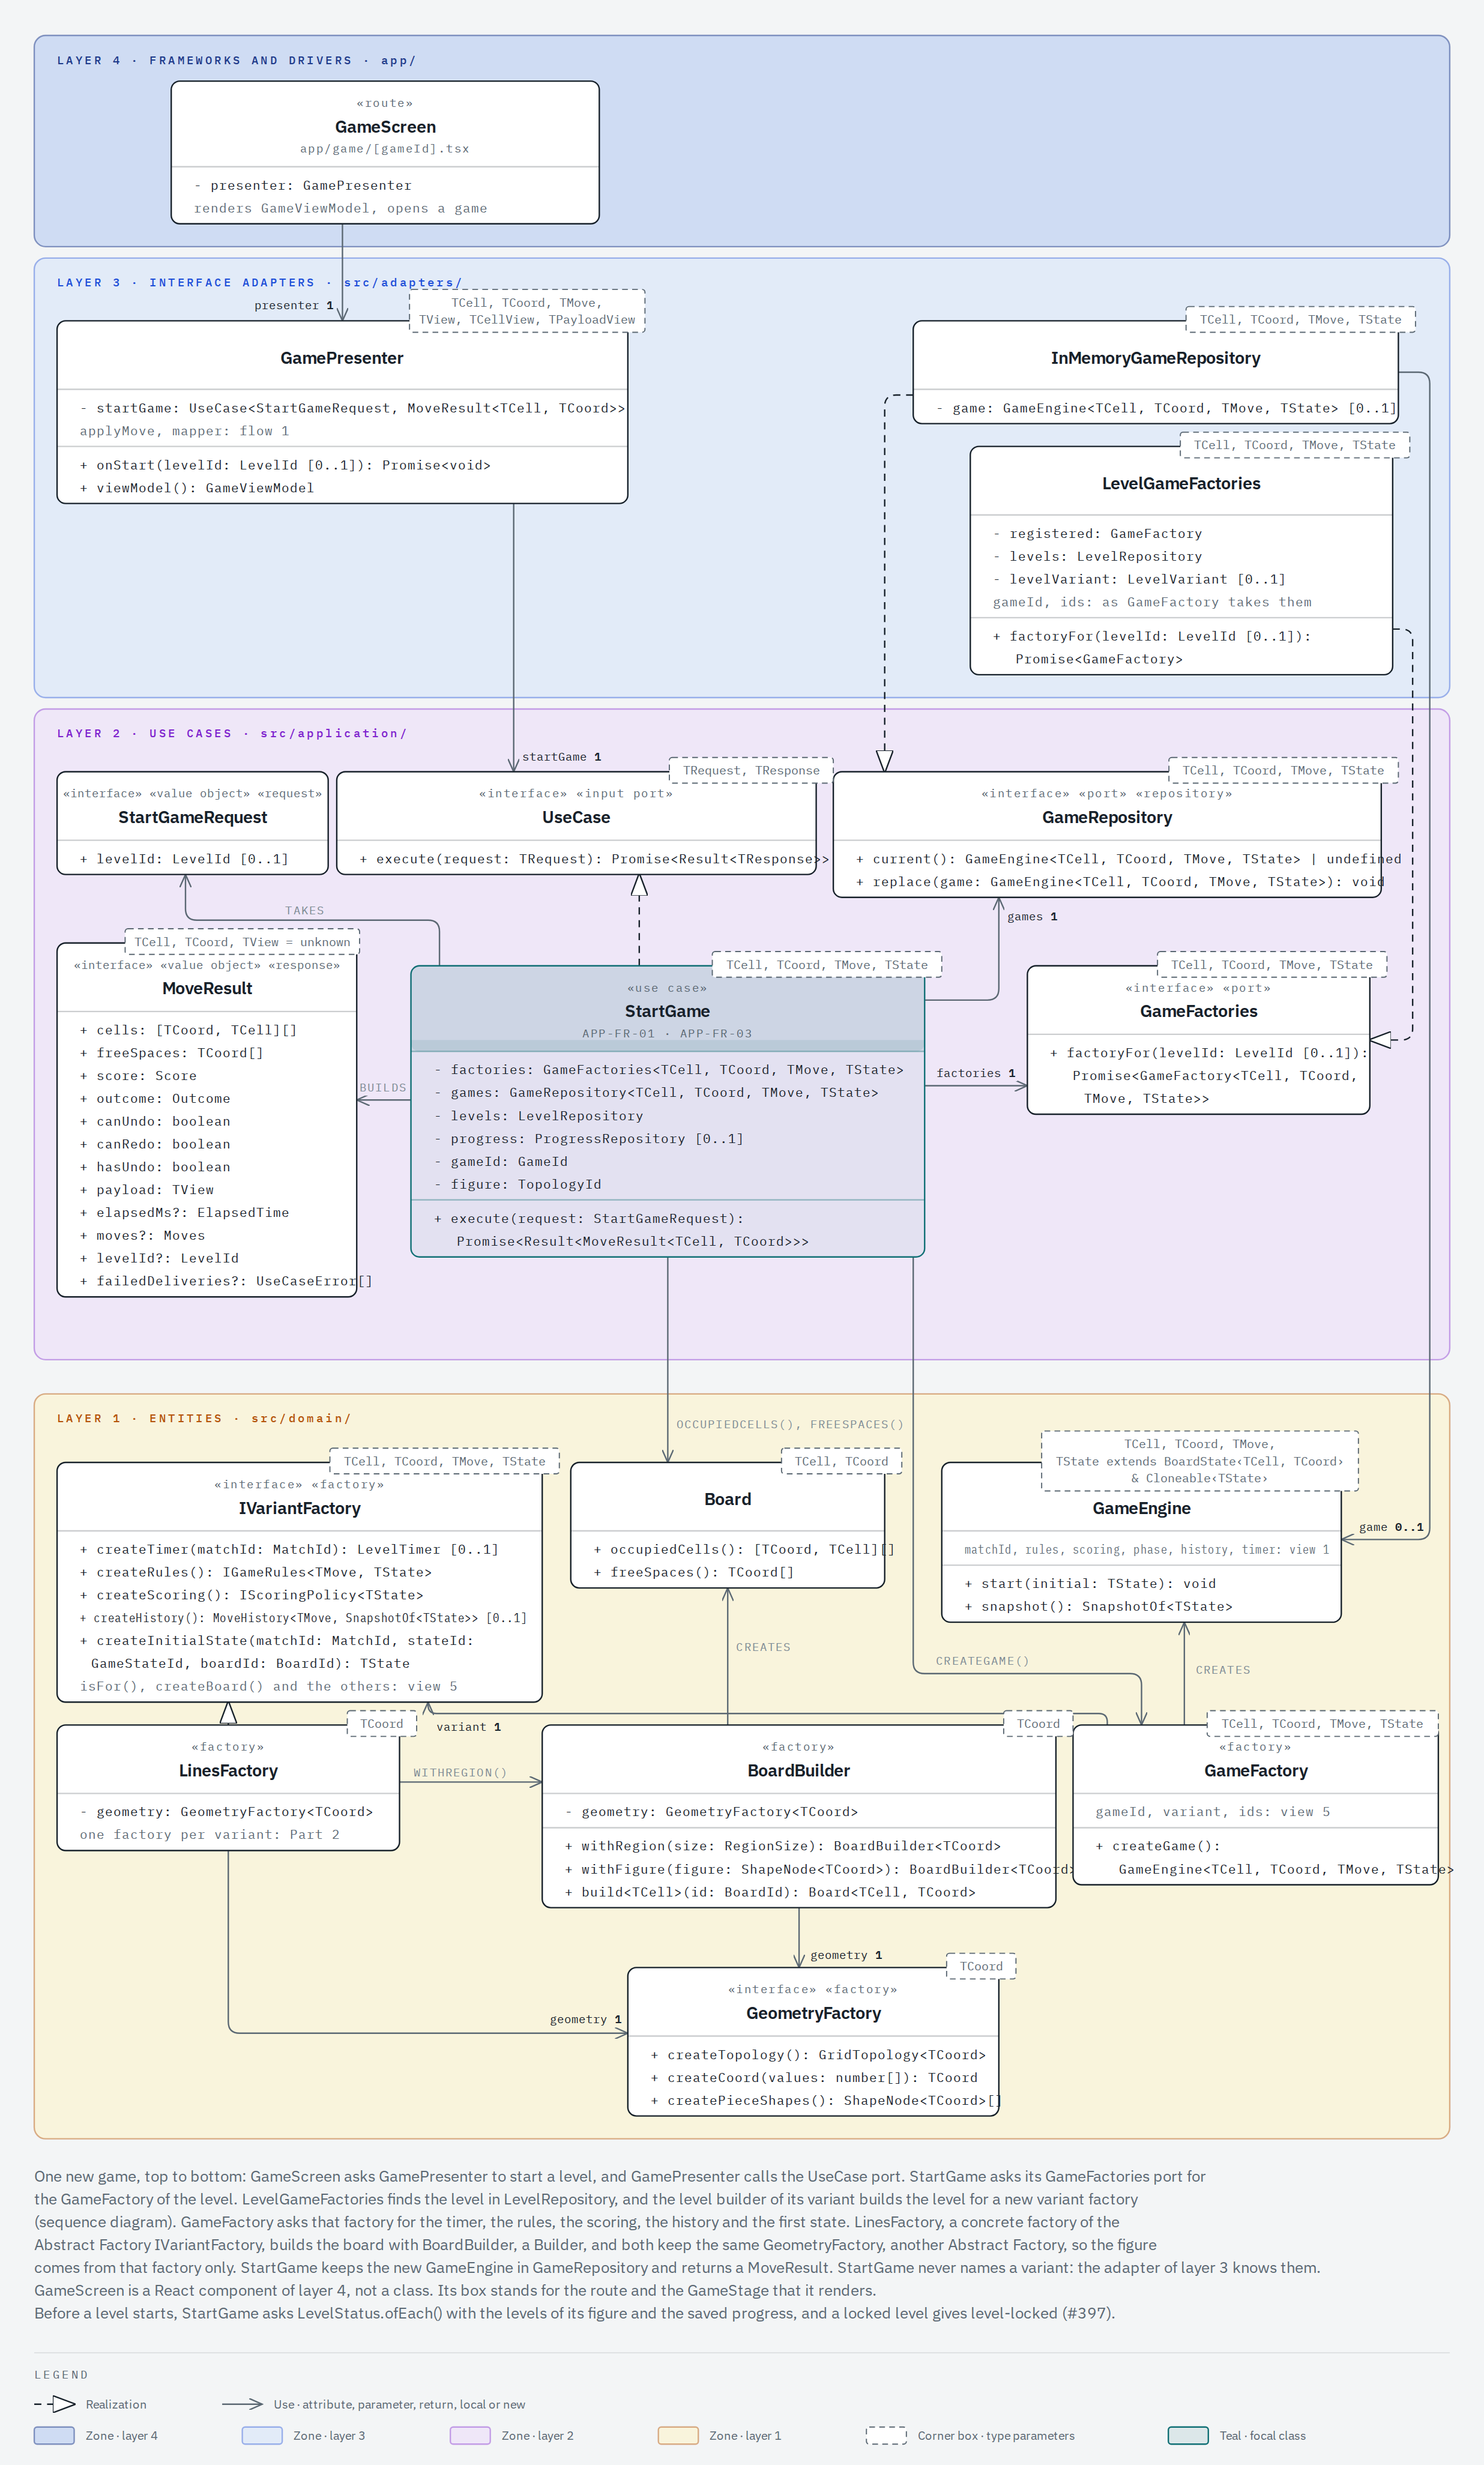 LAYER 4 · FRAMEWORKS AND DRIVERS · app/
«route»
GameScreen
app/game/[gameId].tsx
- presenter: GamePresenter
renders GameViewModel, opens a game
LAYER 3 · INTERFACE ADAPTERS · src/adapters/
presenter 1
TCell, TCoord, TMove,
TView, TCellView, TPayloadView
GamePresenter
- startGame: UseCase<StartGameRequest, MoveResult<TCell, TCoord>>
applyMove, mapper: flow 1
+ onStart(levelId: LevelId [0..1]): Promise<void>
+ viewModel(): GameViewModel
TCell, TCoord, TMove, TState
InMemoryGameRepository
- game: GameEngine<TCell, TCoord, TMove, TState> [0..1]
TCell, TCoord, TMove, TState
LevelGameFactories
- registered: GameFactory
- levels: LevelRepository
- levelVariant: LevelVariant [0..1]
gameId, ids: as GameFactory takes them
+ factoryFor(levelId: LevelId [0..1]):
Promise<GameFactory>
LAYER 2 · USE CASES · src/application/
startGame 1
«interface» «value object» «request»
StartGameRequest
+ levelId: LevelId [0..1]
TRequest, TResponse
«interface» «input port»
UseCase
+ execute(request: TRequest): Promise<Result<TResponse>>
TCell, TCoord, TMove, TState
«interface» «port» «repository»
GameRepository
+ current(): GameEngine<TCell, TCoord, TMove, TState> | undefined
+ replace(game: GameEngine<TCell, TCoord, TMove, TState>): void
TAKES
games 1
TCell, TCoord, TView = unknown
«interface» «value object» «response»
MoveResult
+ cells: [TCoord, TCell][]
+ freeSpaces: TCoord[]
+ score: Score
+ outcome: Outcome
+ canUndo: boolean
+ canRedo: boolean
+ hasUndo: boolean
+ payload: TView
+ elapsedMs?: ElapsedTime
+ moves?: Moves
+ levelId?: LevelId
+ failedDeliveries?: UseCaseError[]
BUILDS
TCell, TCoord, TMove, TState
«use case»
StartGame
APP-FR-01 · APP-FR-03
- factories: GameFactories<TCell, TCoord, TMove, TState>
- games: GameRepository<TCell, TCoord, TMove, TState>
- levels: LevelRepository
- progress: ProgressRepository [0..1]
- gameId: GameId
- figure: TopologyId
+ execute(request: StartGameRequest):
Promise<Result<MoveResult<TCell, TCoord>>>
factories 1
TCell, TCoord, TMove, TState
«interface» «port»
GameFactories
+ factoryFor(levelId: LevelId [0..1]):
Promise<GameFactory<TCell, TCoord,
TMove, TState>>
LAYER 1 · ENTITIES · src/domain/
OCCUPIEDCELLS(), FREESPACES()
TCell, TCoord, TMove, TState
«interface» «factory»
IVariantFactory
+ createTimer(matchId: MatchId): LevelTimer [0..1]
+ createRules(): IGameRules<TMove, TState>
+ createScoring(): IScoringPolicy<TState>
+ createHistory(): MoveHistory<TMove, SnapshotOf<TState>> [0..1]
+ createInitialState(matchId: MatchId, stateId:
GameStateId, boardId: BoardId): TState
isFor(), createBoard() and the others: view 5
TCell, TCoord
Board
+ occupiedCells(): [TCoord, TCell][]
+ freeSpaces(): TCoord[]
TCell, TCoord, TMove,
TState extends BoardState‹TCell, TCoord›
& Cloneable‹TState›
GameEngine
matchId, rules, scoring, phase, history, timer: view 1
+ start(initial: TState): void
+ snapshot(): SnapshotOf<TState>
game 0..1
CREATES
CREATEGAME()
CREATES
variant 1
TCoord
«factory»
LinesFactory
- geometry: GeometryFactory<TCoord>
one factory per variant: Part 2
WITHREGION()
TCoord
«factory»
BoardBuilder
- geometry: GeometryFactory<TCoord>
+ withRegion(size: RegionSize): BoardBuilder<TCoord>
+ withFigure(figure: ShapeNode<TCoord>): BoardBuilder<TCoord>
+ build<TCell>(id: BoardId): Board<TCell, TCoord>
TCell, TCoord, TMove, TState
«factory»
GameFactory
gameId, variant, ids: view 5
+ createGame():
GameEngine<TCell, TCoord, TMove, TState>
geometry 1
geometry 1
TCoord
«interface» «factory»
GeometryFactory
+ createTopology(): GridTopology<TCoord>
+ createCoord(values: number[]): TCoord
+ createPieceShapes(): ShapeNode<TCoord>[]
One new game, top to bottom: GameScreen asks GamePresenter to start a level, and GamePresenter calls the UseCase port. StartGame asks its GameFactories port for
the GameFactory of the level. LevelGameFactories finds the level in LevelRepository, and the level builder of its variant builds the level for a new variant factory
(sequence diagram). GameFactory asks that factory for the timer, the rules, the scoring, the history and the first state. LinesFactory, a concrete factory of the
Abstract Factory IVariantFactory, builds the board with BoardBuilder, a Builder, and both keep the same GeometryFactory, another Abstract Factory, so the figure
comes from that factory only. StartGame keeps the new GameEngine in GameRepository and returns a MoveResult. StartGame never names a variant: the adapter of layer 3 knows them.
GameScreen is a React component of layer 4, not a class. Its box stands for the route and the GameStage that it renders.
Before a level starts, StartGame asks LevelStatus.ofEach() with the levels of its figure and the saved progress, and a locked level gives level-locked (#397).
LEGEND
Realization
Use · attribute, parameter, return, local or new
Zone · layer 4
Zone · layer 3
Zone · layer 2
Zone · layer 1
Corner box · type parameters
Teal · focal class